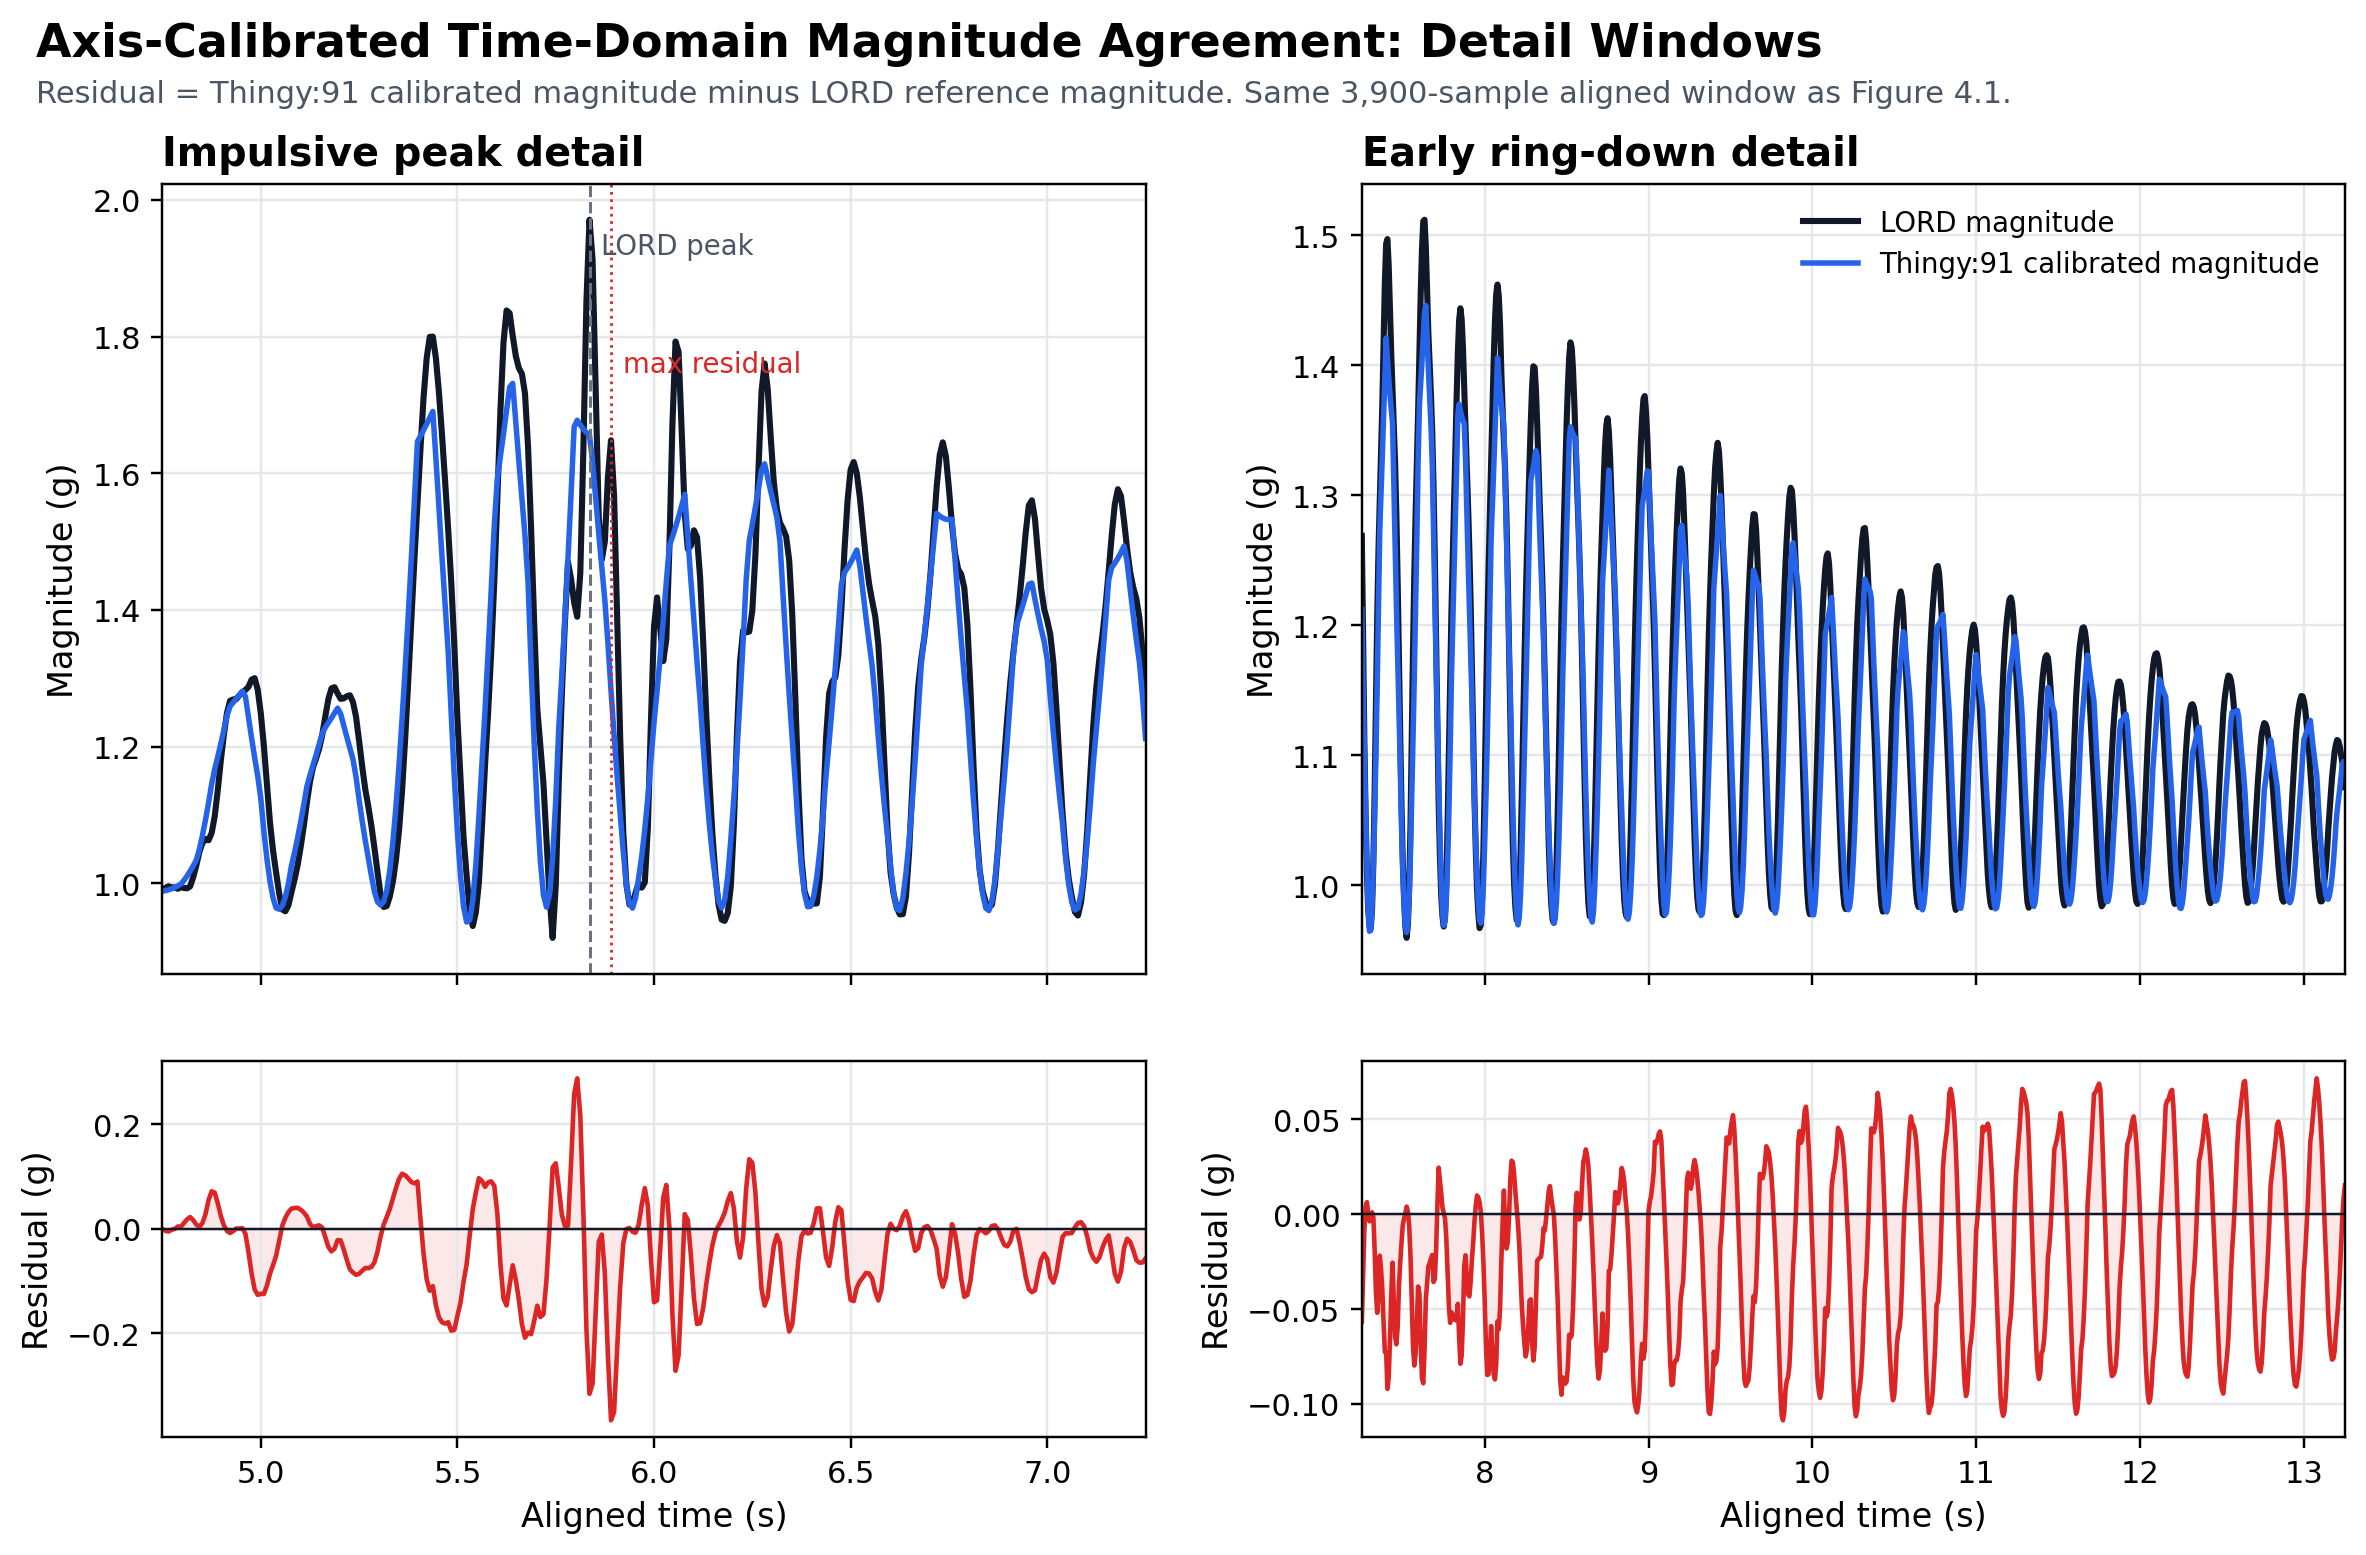 Axis-Calibrated Time-Domain Magnitude Agreement: Detail Windows
Residual = Thingy:91 calibrated magnitude minus LORD reference magnitude. Same 3,900-sample aligned window as Figure 4.1.
Impulsive peak detail
Magnitude (g)
2.0
1.8
1.6
1.4
1.2
1.0
LORD peak
max residual
Early ring-down detail
Magnitude (g)
1.5
1.4
1.3
1.2
1.1
1.0
LORD magnitude
Thingy:91 calibrated magnitude
Residual (g)
0.2
0.0
−0.2
5.0 5.5 6.0 6.5 7.0
Aligned time (s)
Residual (g)
0.05
0.00
−0.05
−0.10
8 9 10 11 12 13
Aligned time (s)